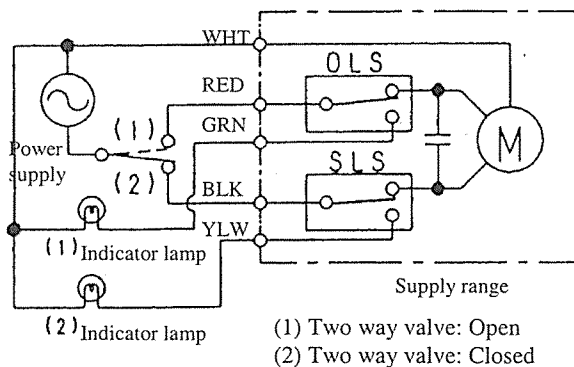 WHT
RED
OLS
(1)
GRN
M
Power
supply
(2)
SLS
BLK
YLW
(1) Indicator lamp
Supply range
(2) Indicator lamp
(1) Two way valve: Open
(2) Two way valve: Closed